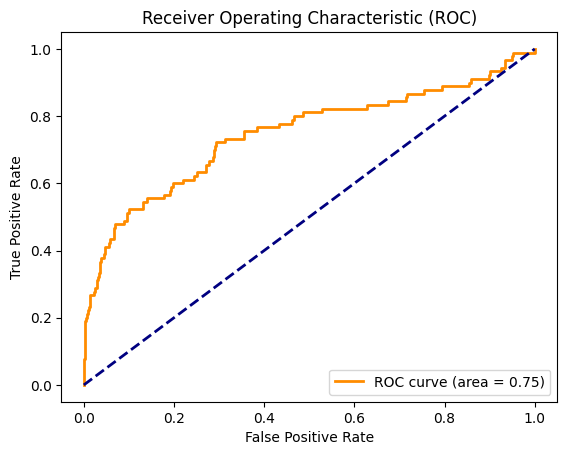 Receiver Operating Characteristic (ROC)
1.0
0.8
0.6
0.4
0.2
0.0
True Positive Rate
ROC curve (area = 0.75)
0.0 0.2 0.4 0.6 0.8 1.0
False Positive Rate